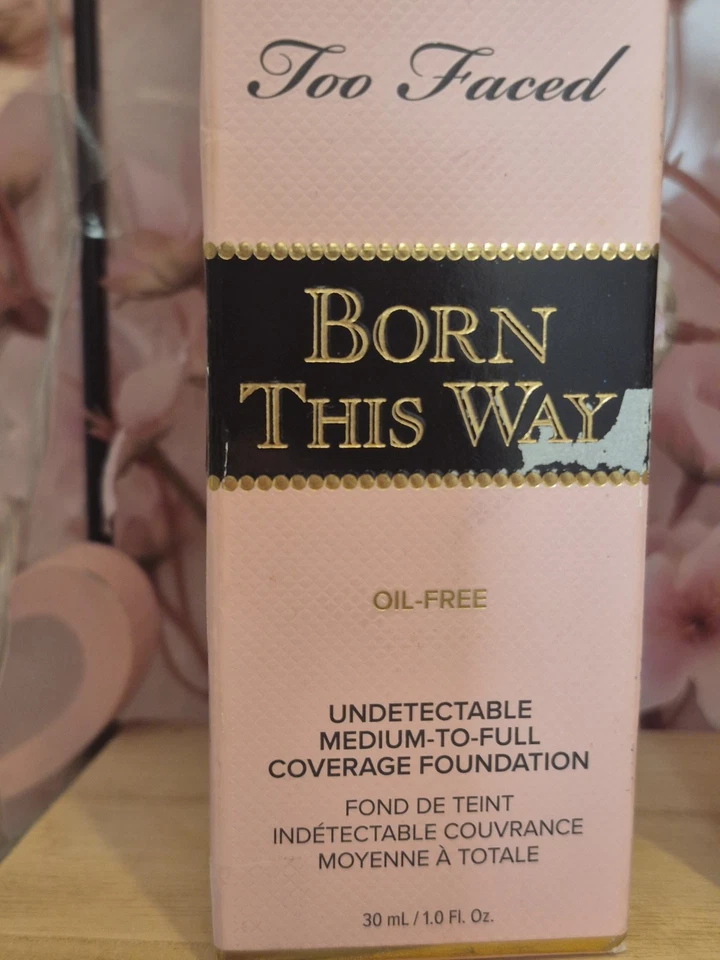 Too Faced
BORN
THIS WAY
OIL-FREE
UNDETECTABLE
MEDIUM-TO-FULL
COVERAGE FOUNDATION
FOND DE TEINT
INDÉTECTABLE COUVRANCE
MOYENNE À TOTALE
30 mL / 1.0 Fl. Oz.